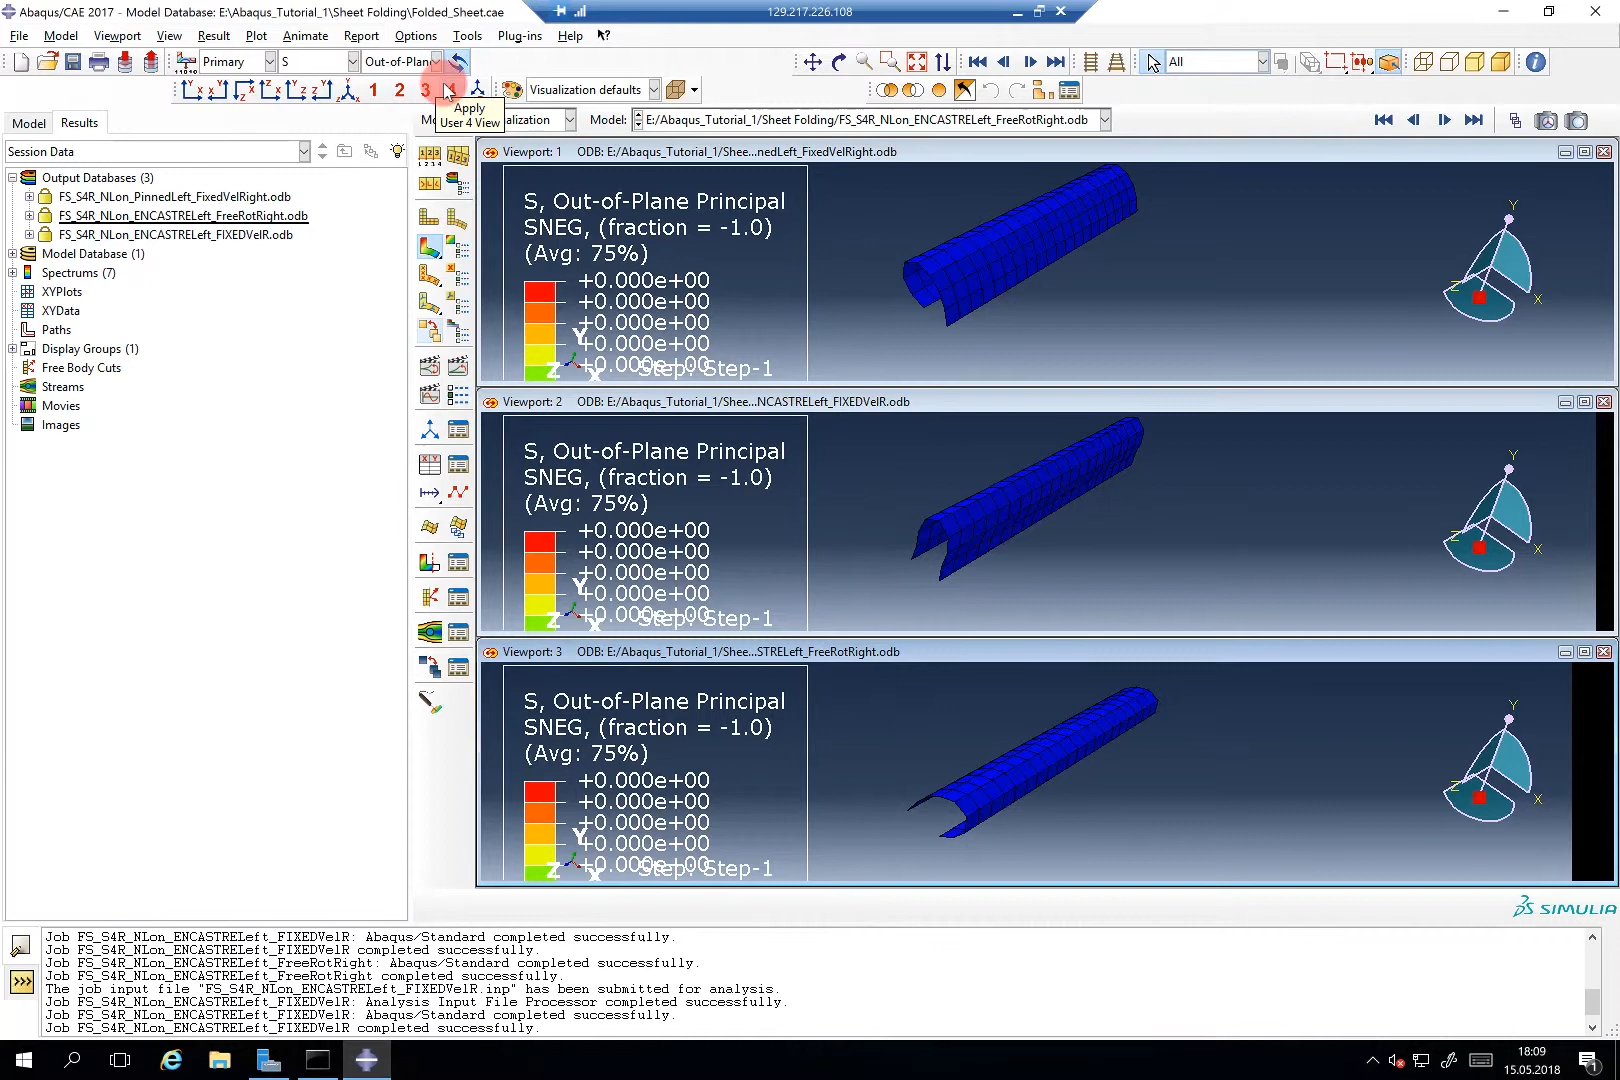 Abaqus/CAE 2017 - Model Database: E:\Abaqus_Tutorial_1\Sheet Folding\Folded_Sheet.cae
129.217.226.108
File Model Viewport View Result Plot Animate Report Options Tools Plug-ins Help
Primary S Out-of-Plane All
1 2 3 4 Visualization defaults
Apply
User 4 View
Model: E:/Abaqus_Tutorial_1/Sheet Folding/FS_S4R_NLon_ENCASTRELeft_FreeRotRight.odb
Model Results
Session Data
Output Databases (3)
FS_S4R_NLon_PinnedLeft_FixedVelRight.odb
FS_S4R_NLon_ENCASTRELeft_FreeRotRight.odb
FS_S4R_NLon_ENCASTRELeft_FIXEDVelR.odb
Model Database (1)
Spectrums (7)
XYPlots
XYData
Paths
Display Groups (1)
Free Body Cuts
Streams
Movies
Images
Viewport: 1 ODB: E:/Abaqus_Tutorial_1/Shee...nedLeft_FixedVelRight.odb
S, Out-of-Plane Principal
SNEG, (fraction = -1.0)
(Avg: 75%)
+0.000e+00
+0.000e+00
+0.000e+00
+0.000e+00
+0.000e+00
Step: Step-1
Y
Z X
Y
Z
X
Viewport: 2 ODB: E:/Abaqus_Tutorial_1/Shee...NCASTRELeft_FIXEDVelR.odb
S, Out-of-Plane Principal
SNEG, (fraction = -1.0)
(Avg: 75%)
+0.000e+00
+0.000e+00
+0.000e+00
+0.000e+00
+0.000e+00
Step: Step-1
Y
Z X
Y
Z
X
Viewport: 3 ODB: E:/Abaqus_Tutorial_1/Shee...STRELeft_FreeRotRight.odb
S, Out-of-Plane Principal
SNEG, (fraction = -1.0)
(Avg: 75%)
+0.000e+00
+0.000e+00
+0.000e+00
+0.000e+00
+0.000e+00
Step: Step-1
Y
Z X
Y
Z
X
SIMULIA
Job FS_S4R_NLon_ENCASTRELeft_FIXEDVelR: Abaqus/Standard completed successfully.
Job FS_S4R_NLon_ENCASTRELeft_FIXEDVelR completed successfully.
Job FS_S4R_NLon_ENCASTRELeft_FreeRotRight: Abaqus/Standard completed successfully.
Job FS_S4R_NLon_ENCASTRELeft_FreeRotRight completed successfully.
The job input file "FS_S4R_NLon_ENCASTRELeft_FIXEDVelR.inp" has been submitted for analysis.
Job FS_S4R_NLon_ENCASTRELeft_FIXEDVelR: Analysis Input File Processor completed successfully.
Job FS_S4R_NLon_ENCASTRELeft_FIXEDVelR: Abaqus/Standard completed successfully.
Job FS_S4R_NLon_ENCASTRELeft_FIXEDVelR completed successfully.
18:09
15.05.2018
1